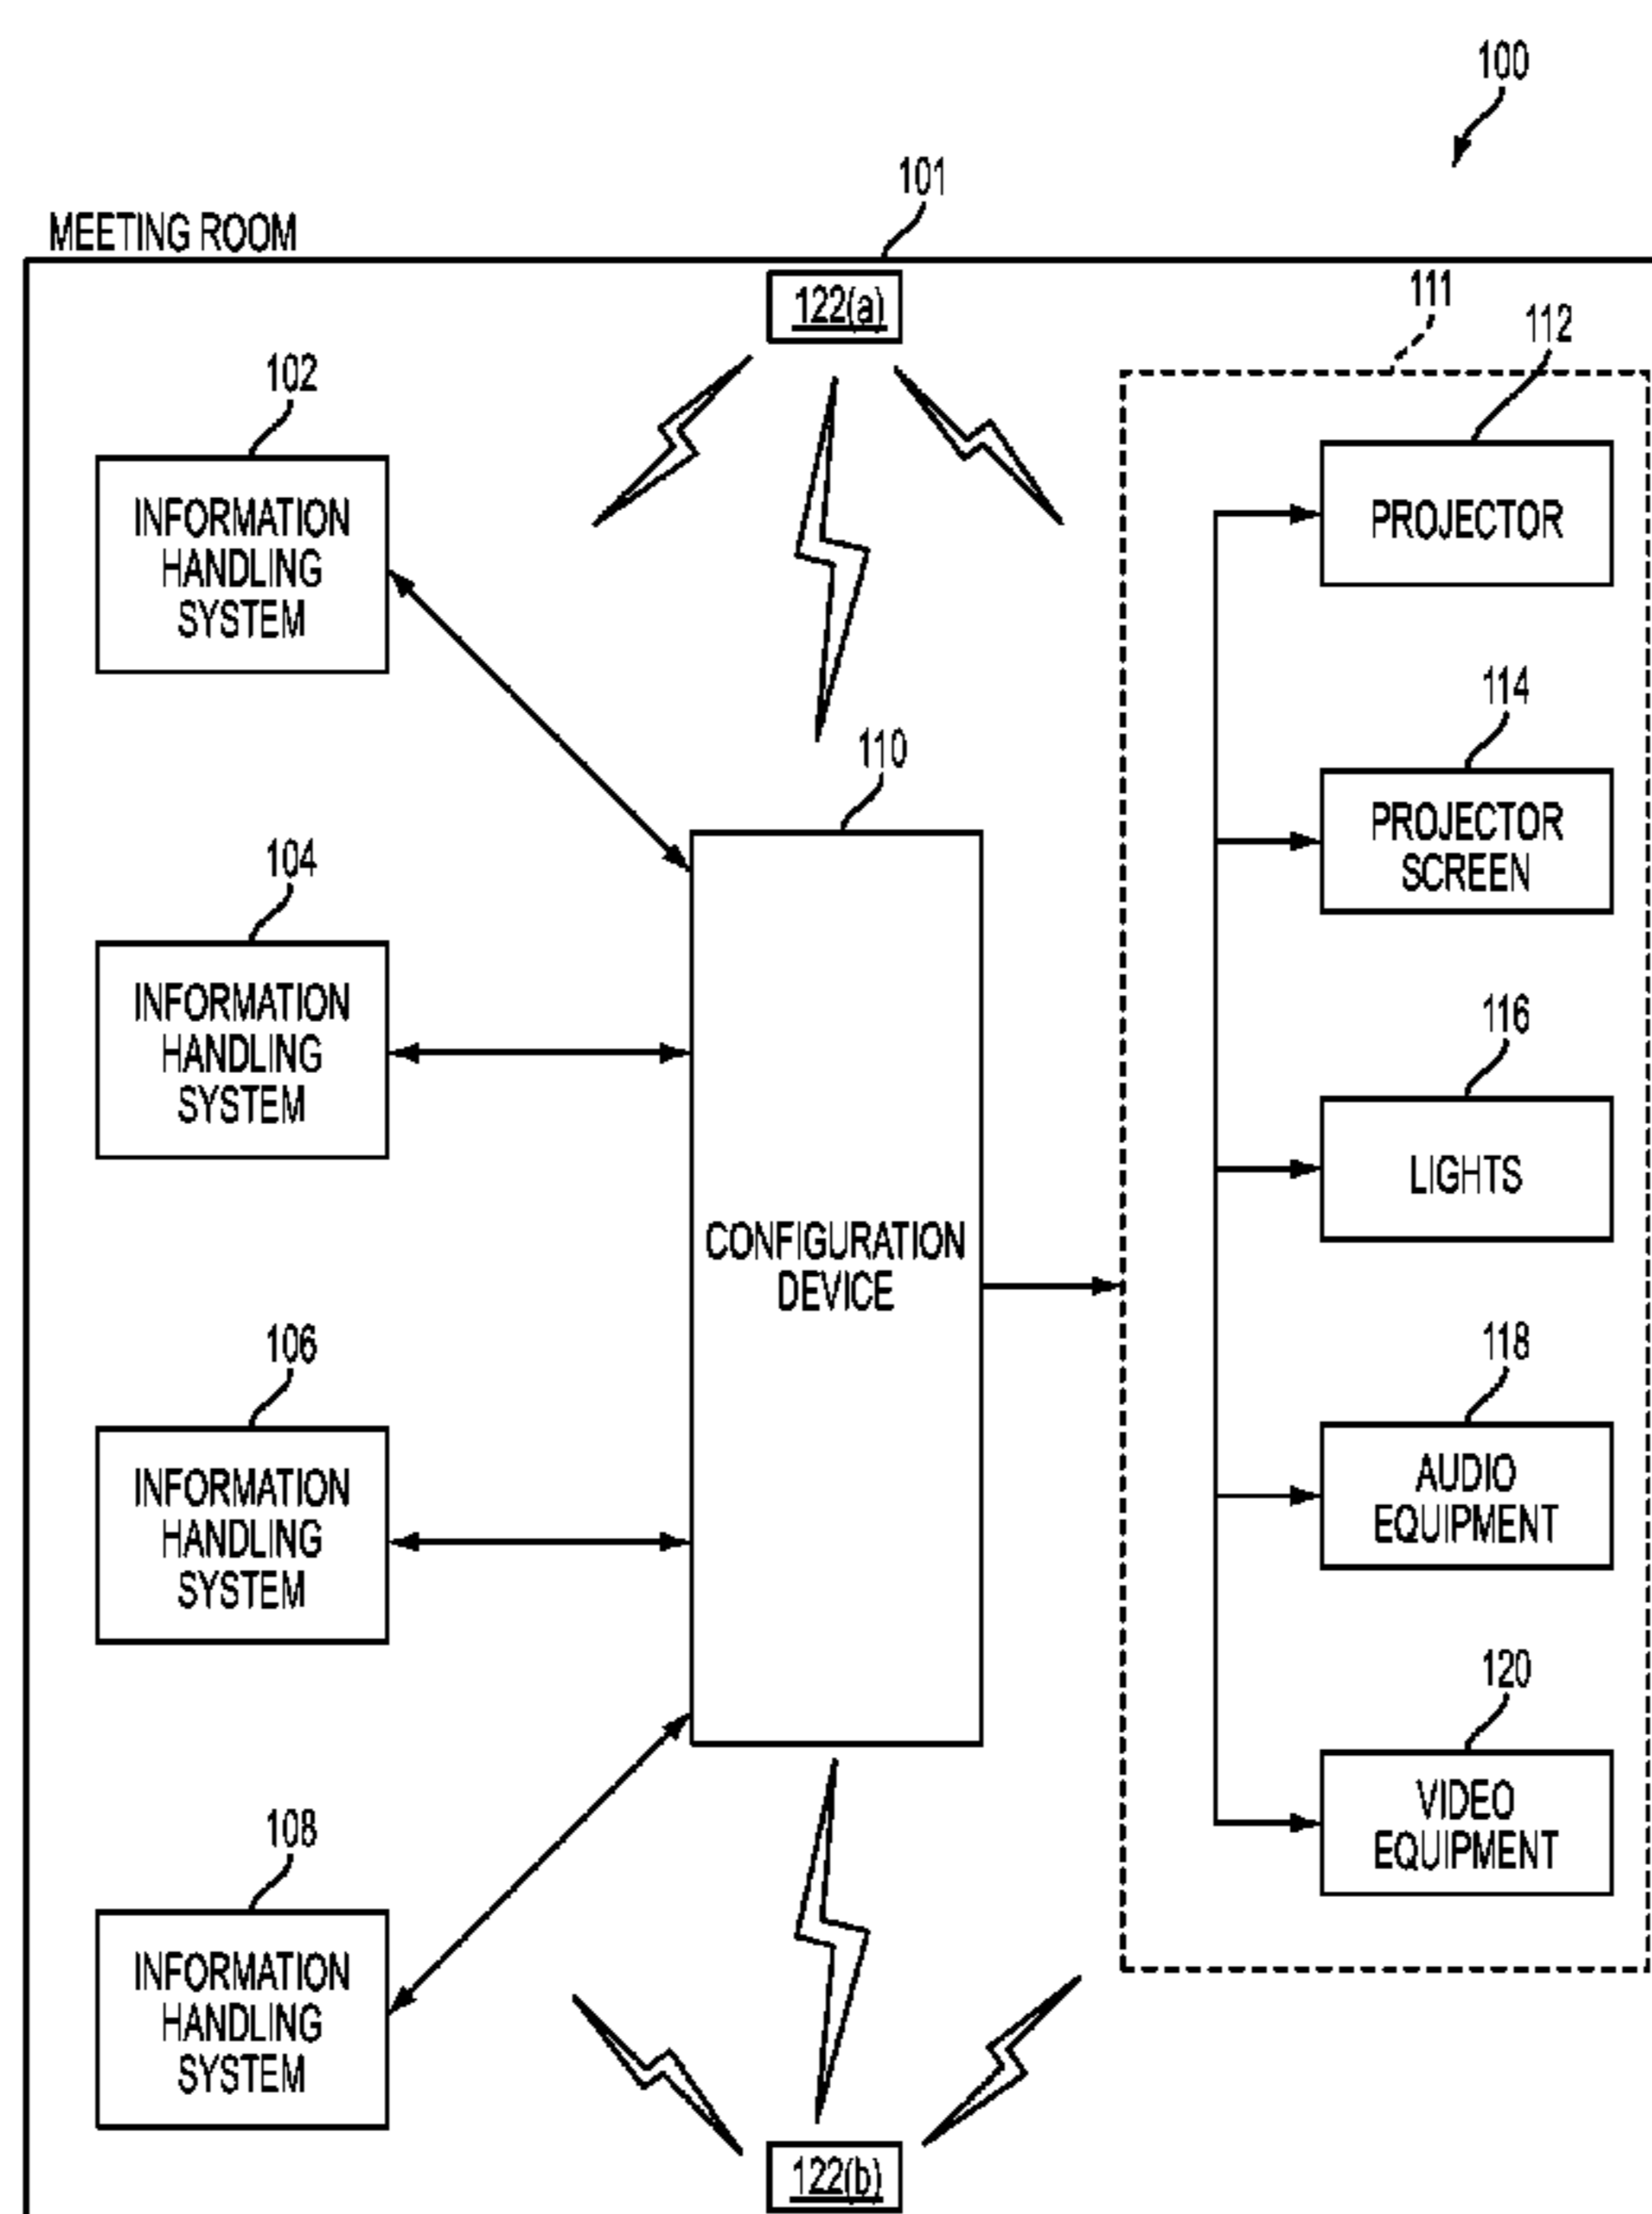 100
101
MEETING ROOM
122(a)
111
112
102
INFORMATION
HANDLING
SYSTEM
PROJECTOR
114
110
PROJECTOR
SCREEN
104
INFORMATION
HANDLING
SYSTEM
116
LIGHTS
CONFIGURATION
DEVICE
118
106
AUDIO
EQUIPMENT
INFORMATION
HANDLING
SYSTEM
120
VIDEO
EQUIPMENT
108
INFORMATION
HANDLING
SYSTEM
122(b)